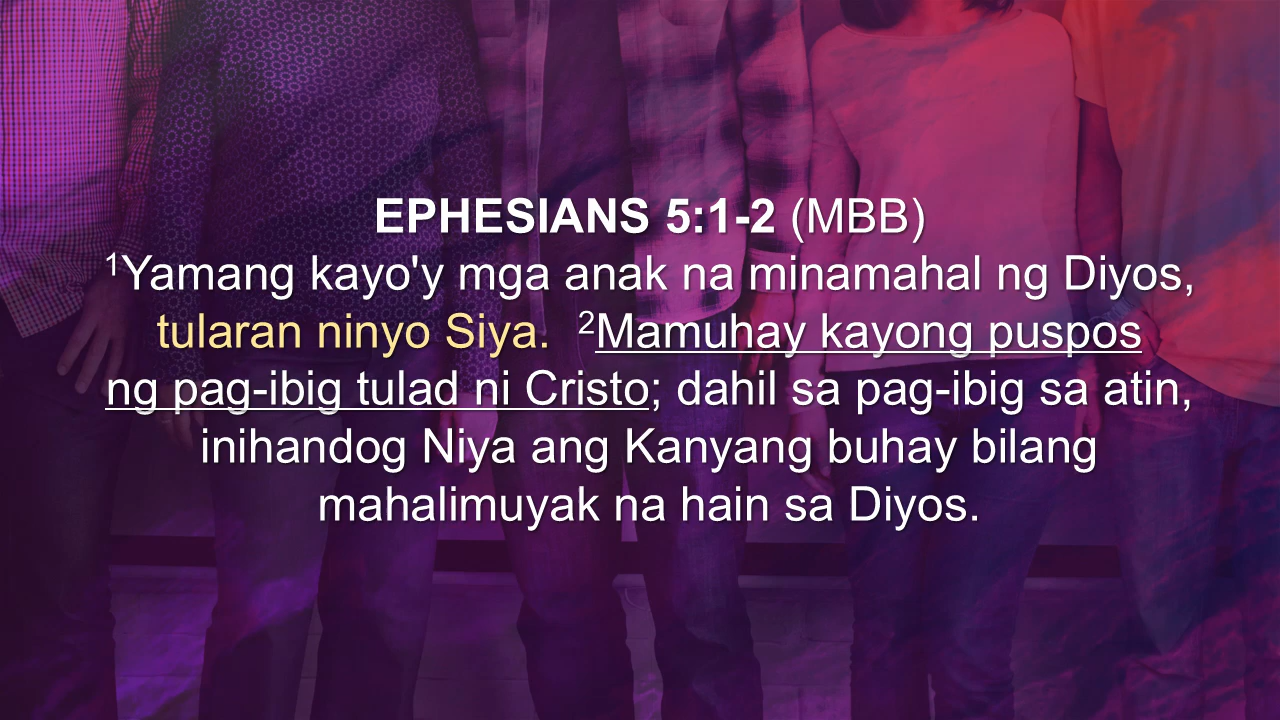 EPHESIANS 5:1-2 (MBB)
¹Yamang kayo'y mga anak na minamahal ng Diyos,
tularan ninyo Siya. ²Mamuhay kayong puspos
ng pag-ibig tulad ni Cristo; dahil sa pag-ibig sa atin,
inihandog Niya ang Kanyang buhay bilang
mahalimuyak na hain sa Diyos.